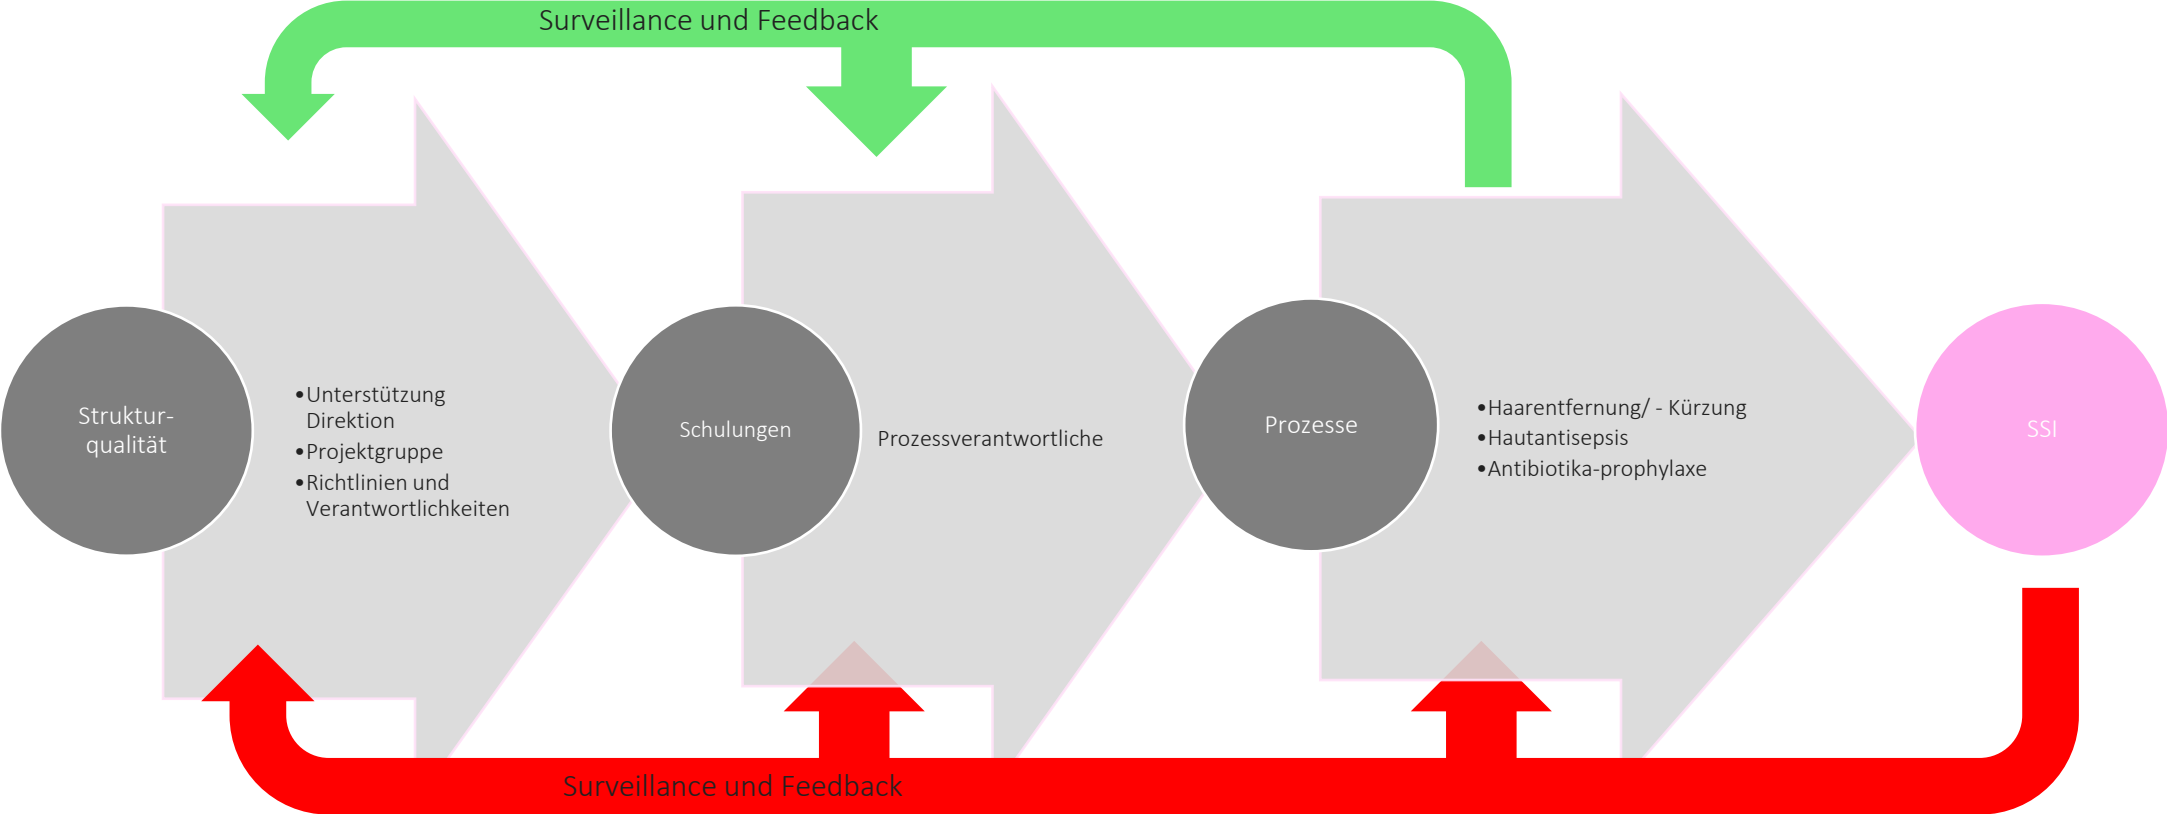 Surveillance und Feedback
Struktur-
qualität
•Unterstützung
Direktion
•Projektgruppe
•Richtlinien und
Verantwortlichkeiten
Schulungen
Prozessverantwortliche
Prozesse
•Haarentfernung/ - Kürzung
•Hautantisepsis
•Antibiotika-prophylaxe
SSI
Surveillance und Feedback